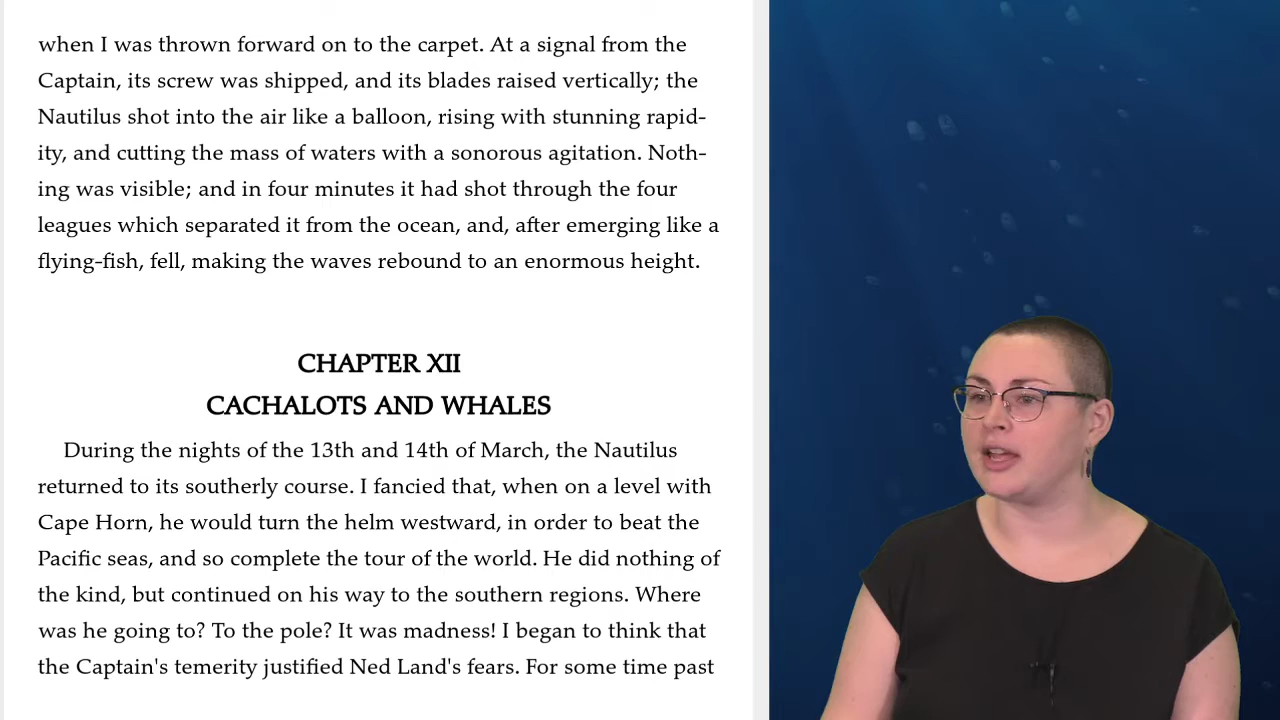 when I was thrown forward on to the carpet. At a signal from the
Captain, its screw was shipped, and its blades raised vertically; the
Nautilus shot into the air like a balloon, rising with stunning rapid-
ity, and cutting the mass of waters with a sonorous agitation. Noth-
ing was visible; and in four minutes it had shot through the four
leagues which separated it from the ocean, and, after emerging like a
flying-fish, fell, making the waves rebound to an enormous height.
CHAPTER XII
CACHALOTS AND WHALES
During the nights of the 13th and 14th of March, the Nautilus
returned to its southerly course. I fancied that, when on a level with
Cape Horn, he would turn the helm westward, in order to beat the
Pacific seas, and so complete the tour of the world. He did nothing of
the kind, but continued on his way to the southern regions. Where
was he going to? To the pole? It was madness! I began to think that
the Captain's temerity justified Ned Land's fears. For some time past